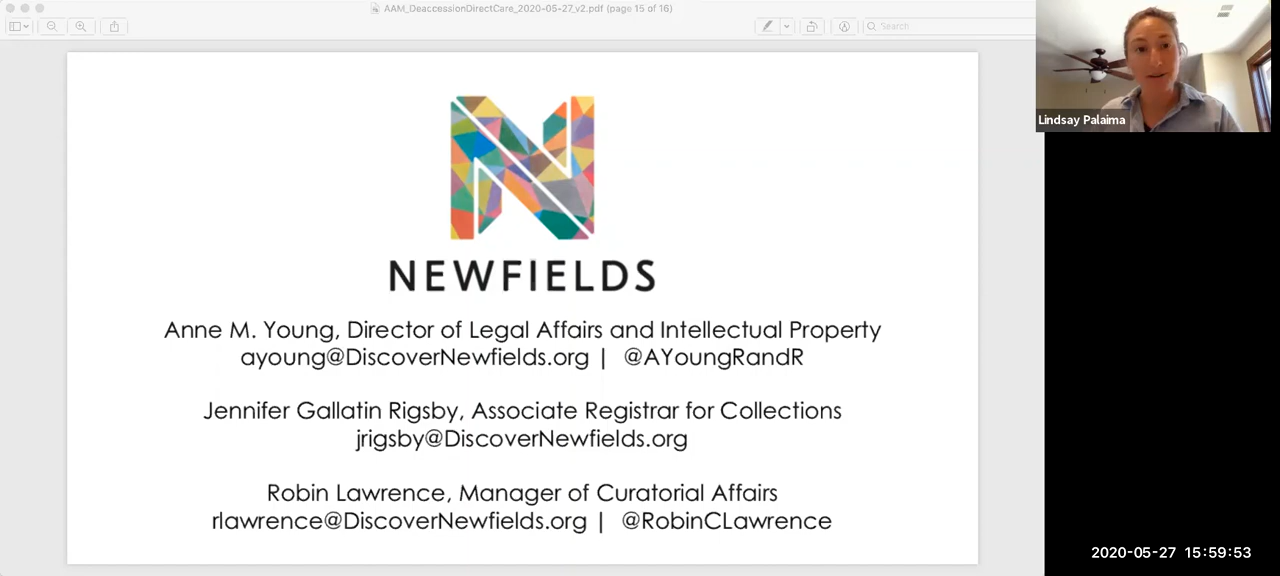 AAM_DeaccessionDirectCare_2020-05-27_v2.pdf (page 15 of 16)
Search
Lindsay Palaima
NEWFIELDS
Anne M. Young, Director of Legal Affairs and Intellectual Property
ayoung@DiscoverNewfields.org | @AYoungRandR
Jennifer Gallatin Rigsby, Associate Registrar for Collections
jrigsby@DiscoverNewfields.org
Robin Lawrence, Manager of Curatorial Affairs
rlawrence@DiscoverNewfields.org | @RobinCLawrence
2020-05-27 15:59:53